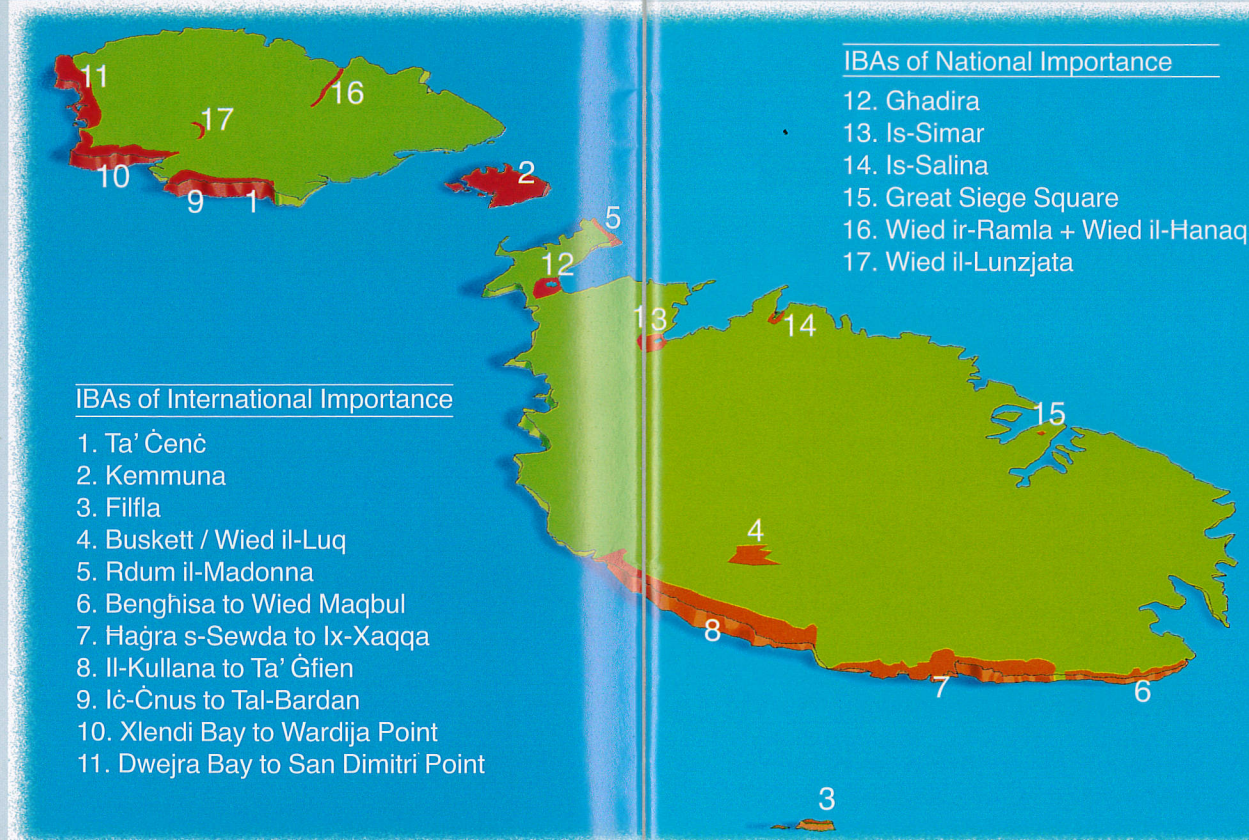 11
16
17
10
9
1
2
5
12
13
14
15
4
8
7
6
3
IBAs of National Importance
12. Għadira
13. Is-Simar
14. Is-Salina
15. Great Siege Square
16. Wied ir-Ramla + Wied il-Ħanaq
17. Wied il-Lunzjata
IBAs of International Importance
1. Ta' Ċenċ
2. Kemmuna
3. Filfla
4. Buskett / Wied il-Luq
5. Rdum il-Madonna
6. Bengħisa to Wied Maqbul
7. Ħaġra s-Sewda to Ix-Xaqqa
8. Il-Kullana to Ta' Ġfien
9. Iċ-Ċnus to Tal-Bardan
10. Xlendi Bay to Wardija Point
11. Dwejra Bay to San Dimitri Point